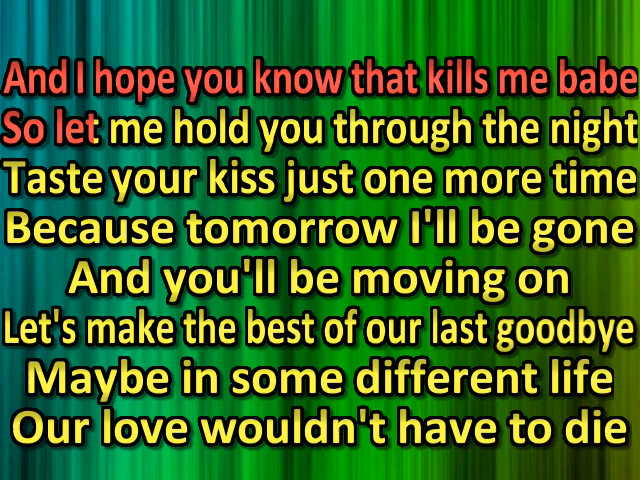 And I hope you know that kills me babe
So let me hold you through the night
Taste your kiss just one more time
Because tomorrow I'll be gone
And you'll be moving on
Let's make the best of our last goodbye
Maybe in some different life
Our love wouldn't have to die